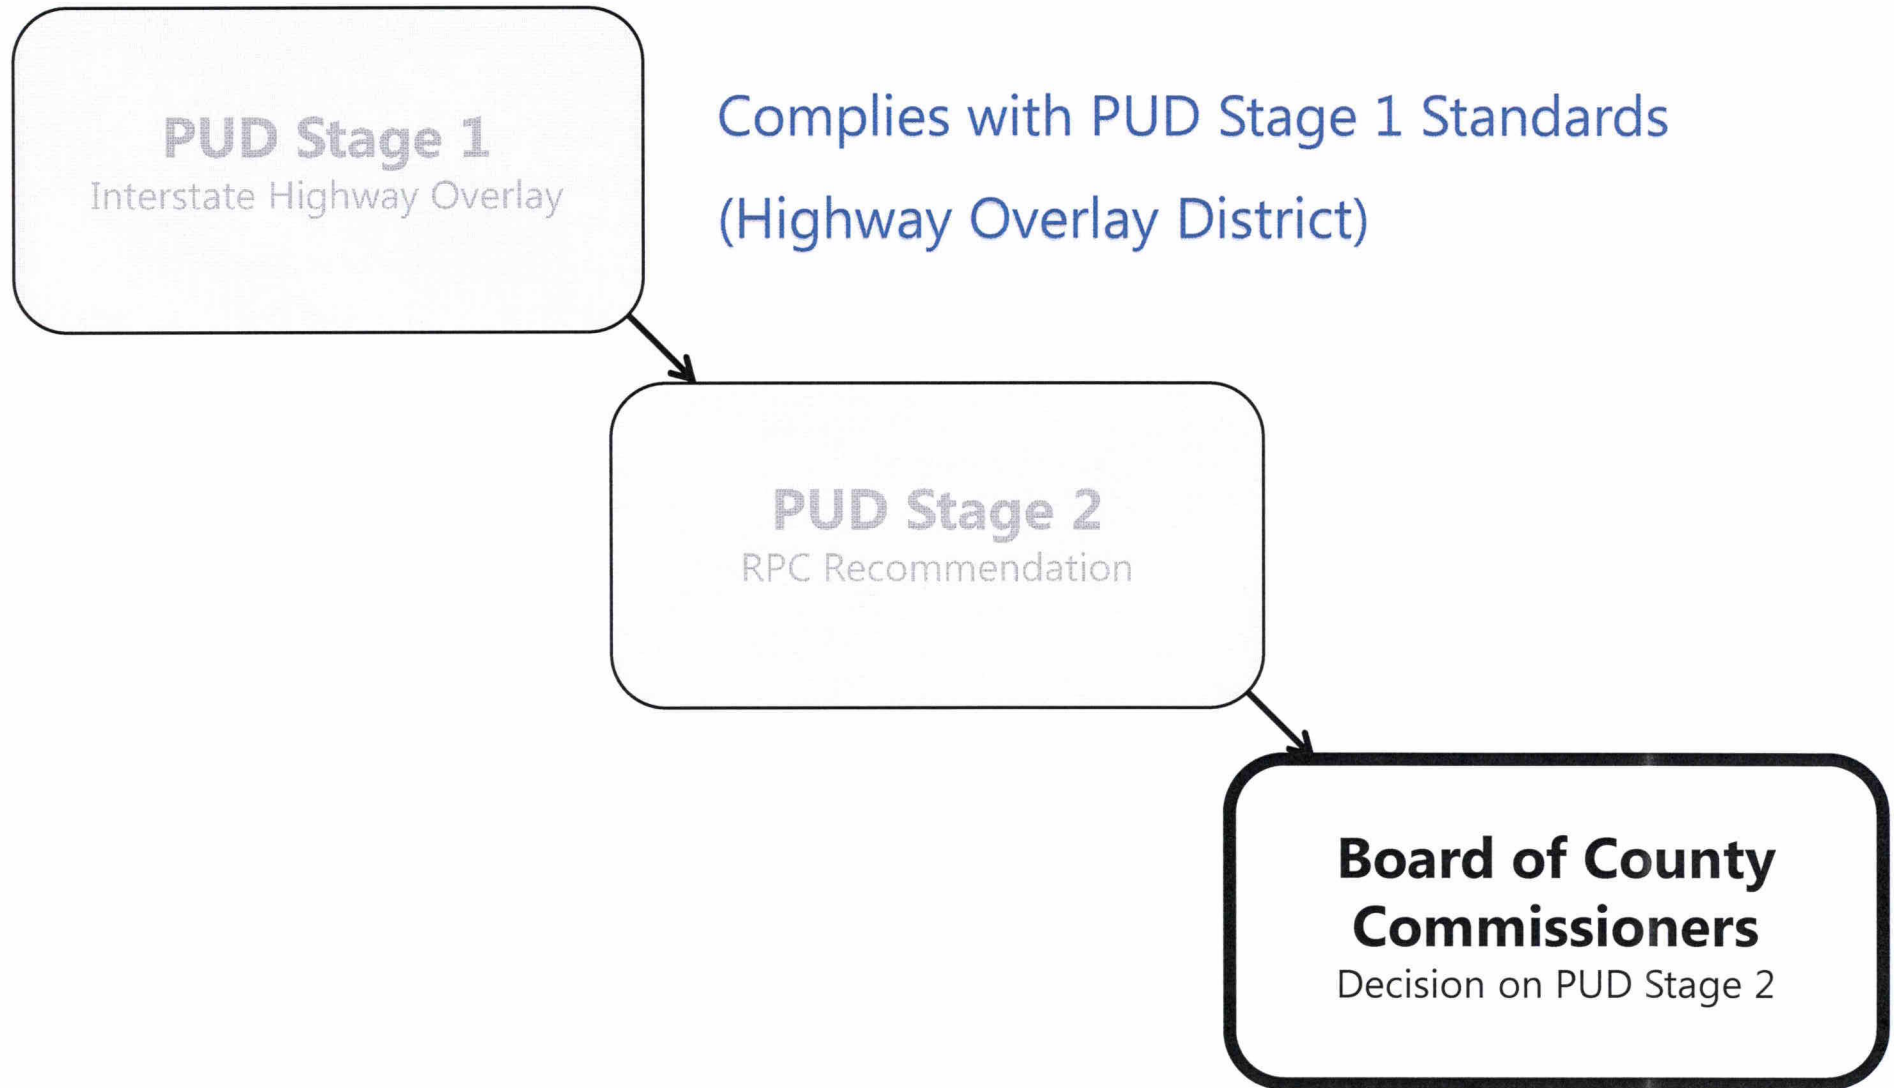 PUD Stage 1
Interstate Highway Overlay
Complies with PUD Stage 1 Standards
(Highway Overlay District)
PUD Stage 2
RPC Recommendation
Board of County
Commissioners
Decision on PUD Stage 2